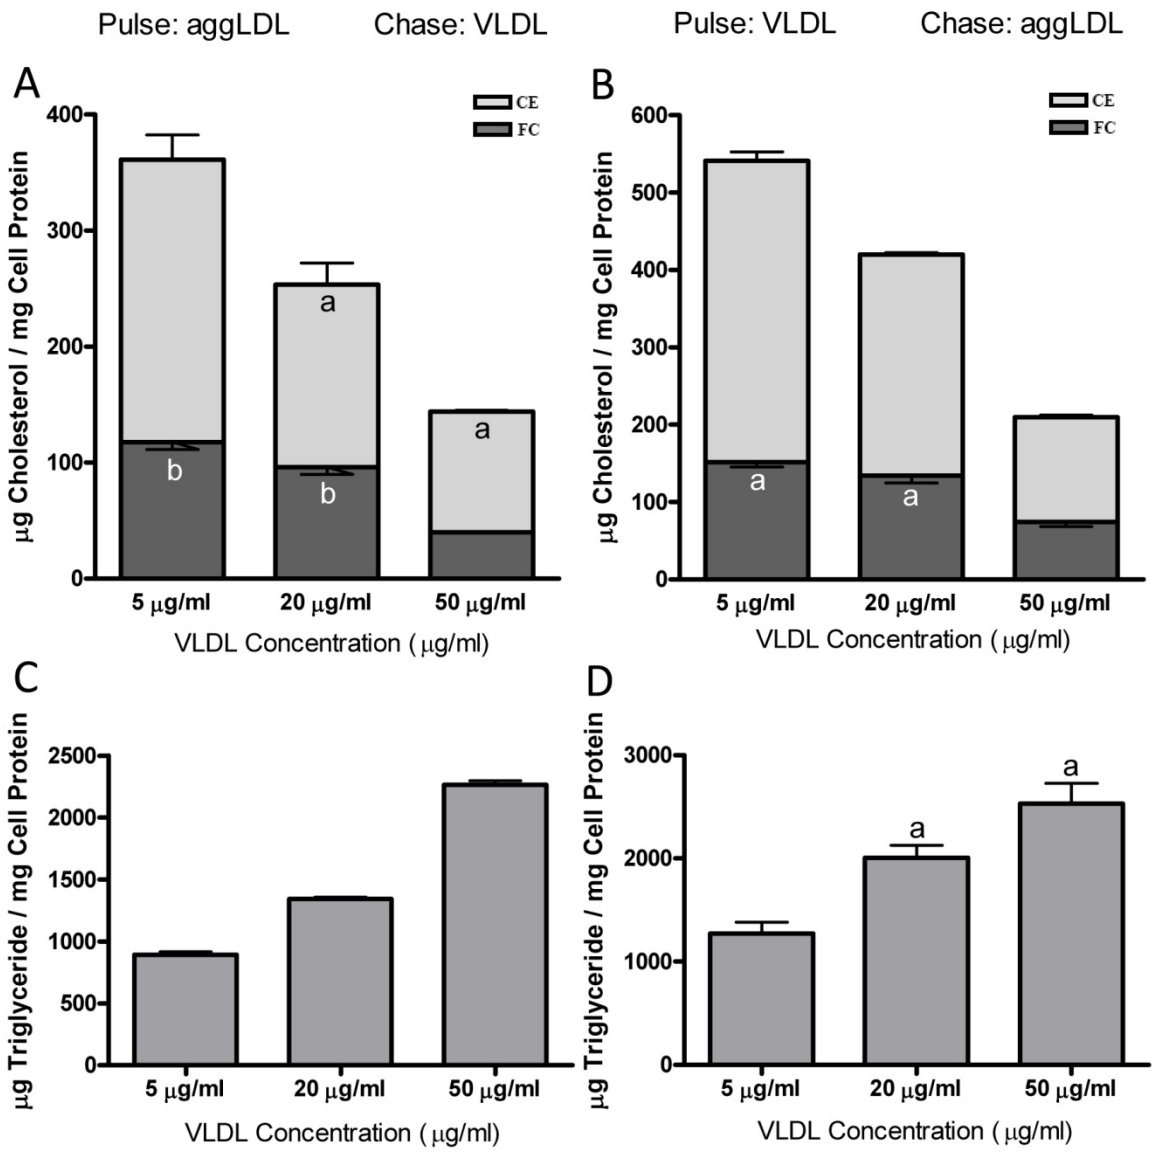 Pulse: aggLDL Chase: VLDL Pulse: VLDL Chase: aggLDL
A
CE
FC
400
300
200
100
0
µg Cholesterol / mg Cell Protein
a
a
b
b
5 µg/ml 20 µg/ml 50 µg/ml
VLDL Concentration ( µg/ml)
B
CE
FC
600
500
400
300
200
100
0
µg Cholesterol / mg Cell Protein
a
a
5 µg/ml 20 µg/ml 50 µg/ml
VLDL Concentration ( µg/ml)
C
2500
2000
1500
1000
500
0
µg Triglyceride / mg Cell Protein
5 µg/ml 20 µg/ml 50 µg/ml
VLDL Concentration ( µg/ml)
D
3000
2000
1000
0
µg Triglyceride / mg Cell Protein
a
a
5 µg/ml 20 µg/ml 50 µg/ml
VLDL Concentration ( µg/ml)